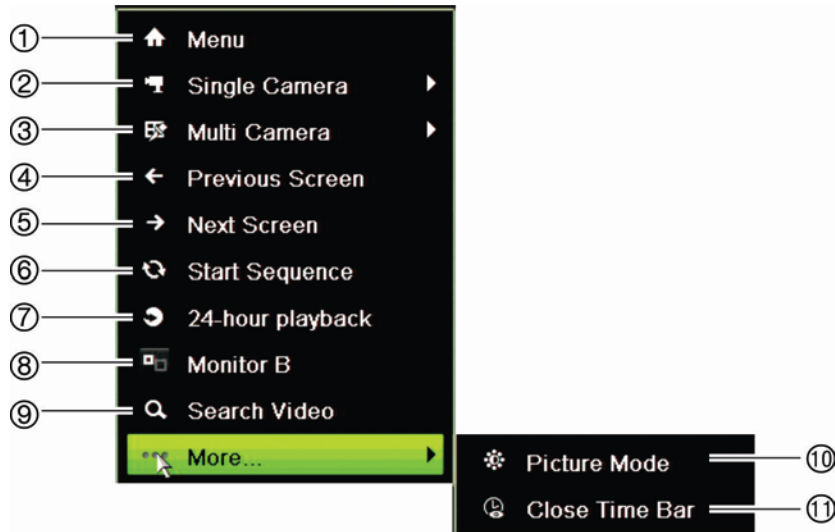 ① Menu
② Single Camera
③ Multi Camera
④ Previous Screen
⑤ Next Screen
⑥ Start Sequence
⑦ 24-hour playback
⑧ Monitor B
⑨ Search Video
More...
Picture Mode ⑩
Close Time Bar ⑪